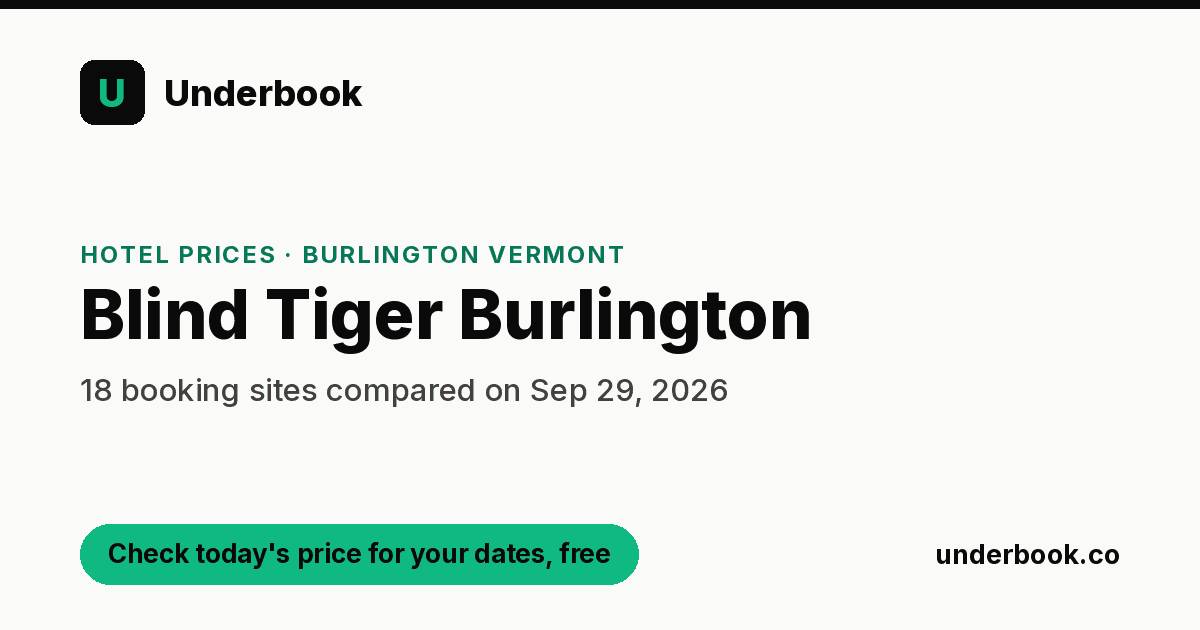 U Underbook
HOTEL PRICES · BURLINGTON VERMONT
Blind Tiger Burlington
18 booking sites compared on Sep 29, 2026
Check today's price for your dates, free
underbook.co